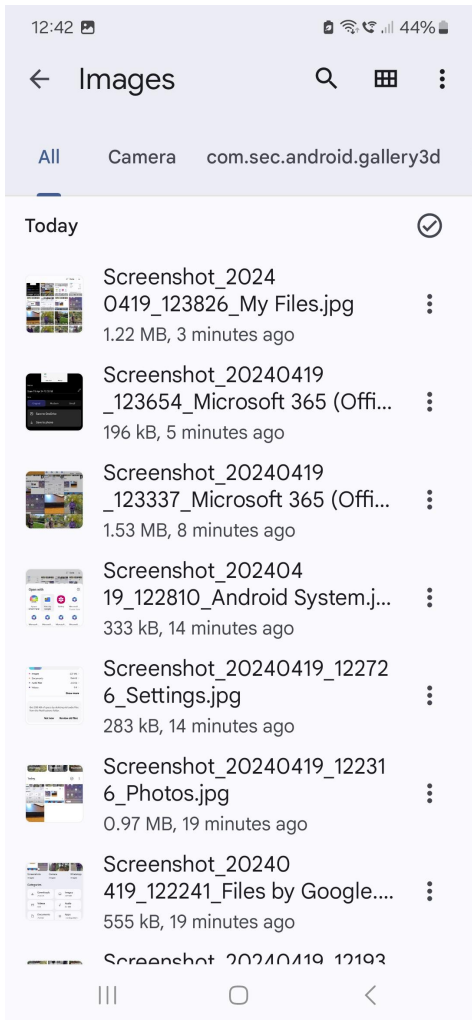 12:42
44%
Images
All Camera com.sec.android.gallery3d
Today
Screenshot_2024
0419_123826_My Files.jpg
1.22 MB, 3 minutes ago
Screenshot_20240419
_123654_Microsoft 365 (Offi...
196 kB, 5 minutes ago
Screenshot_20240419
_123337_Microsoft 365 (Offi...
1.53 MB, 8 minutes ago
Screenshot_202404
19_122810_Android System.j...
333 kB, 14 minutes ago
Screenshot_20240419_12272
6_Settings.jpg
283 kB, 14 minutes ago
Screenshot_20240419_12231
6_Photos.jpg
0.97 MB, 19 minutes ago
Screenshot_20240
419_122241_Files by Google....
555 kB, 19 minutes ago
Screenshot_20240419_12193